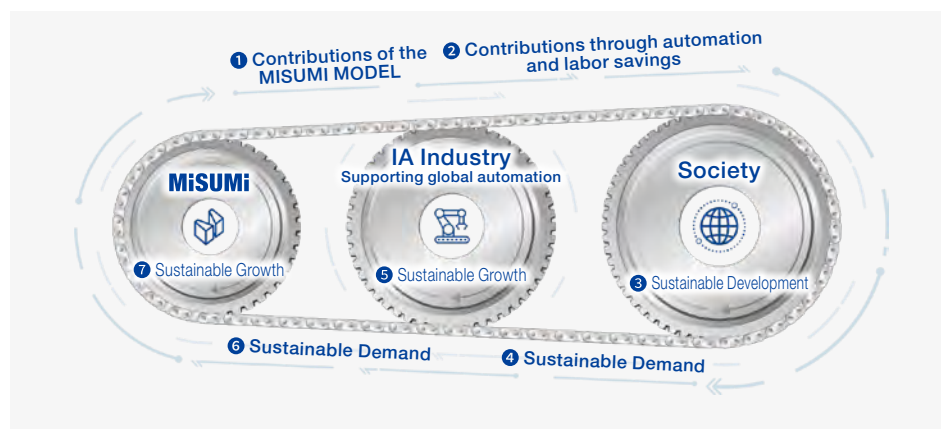 ❶ Contributions of the
MISUMI MODEL
❷ Contributions through automation
and labor savings
MiSUMi
IA Industry
Supporting global automation
Society
❼ Sustainable Growth
❺ Sustainable Growth
❸ Sustainable Development
❻ Sustainable Demand
❹ Sustainable Demand